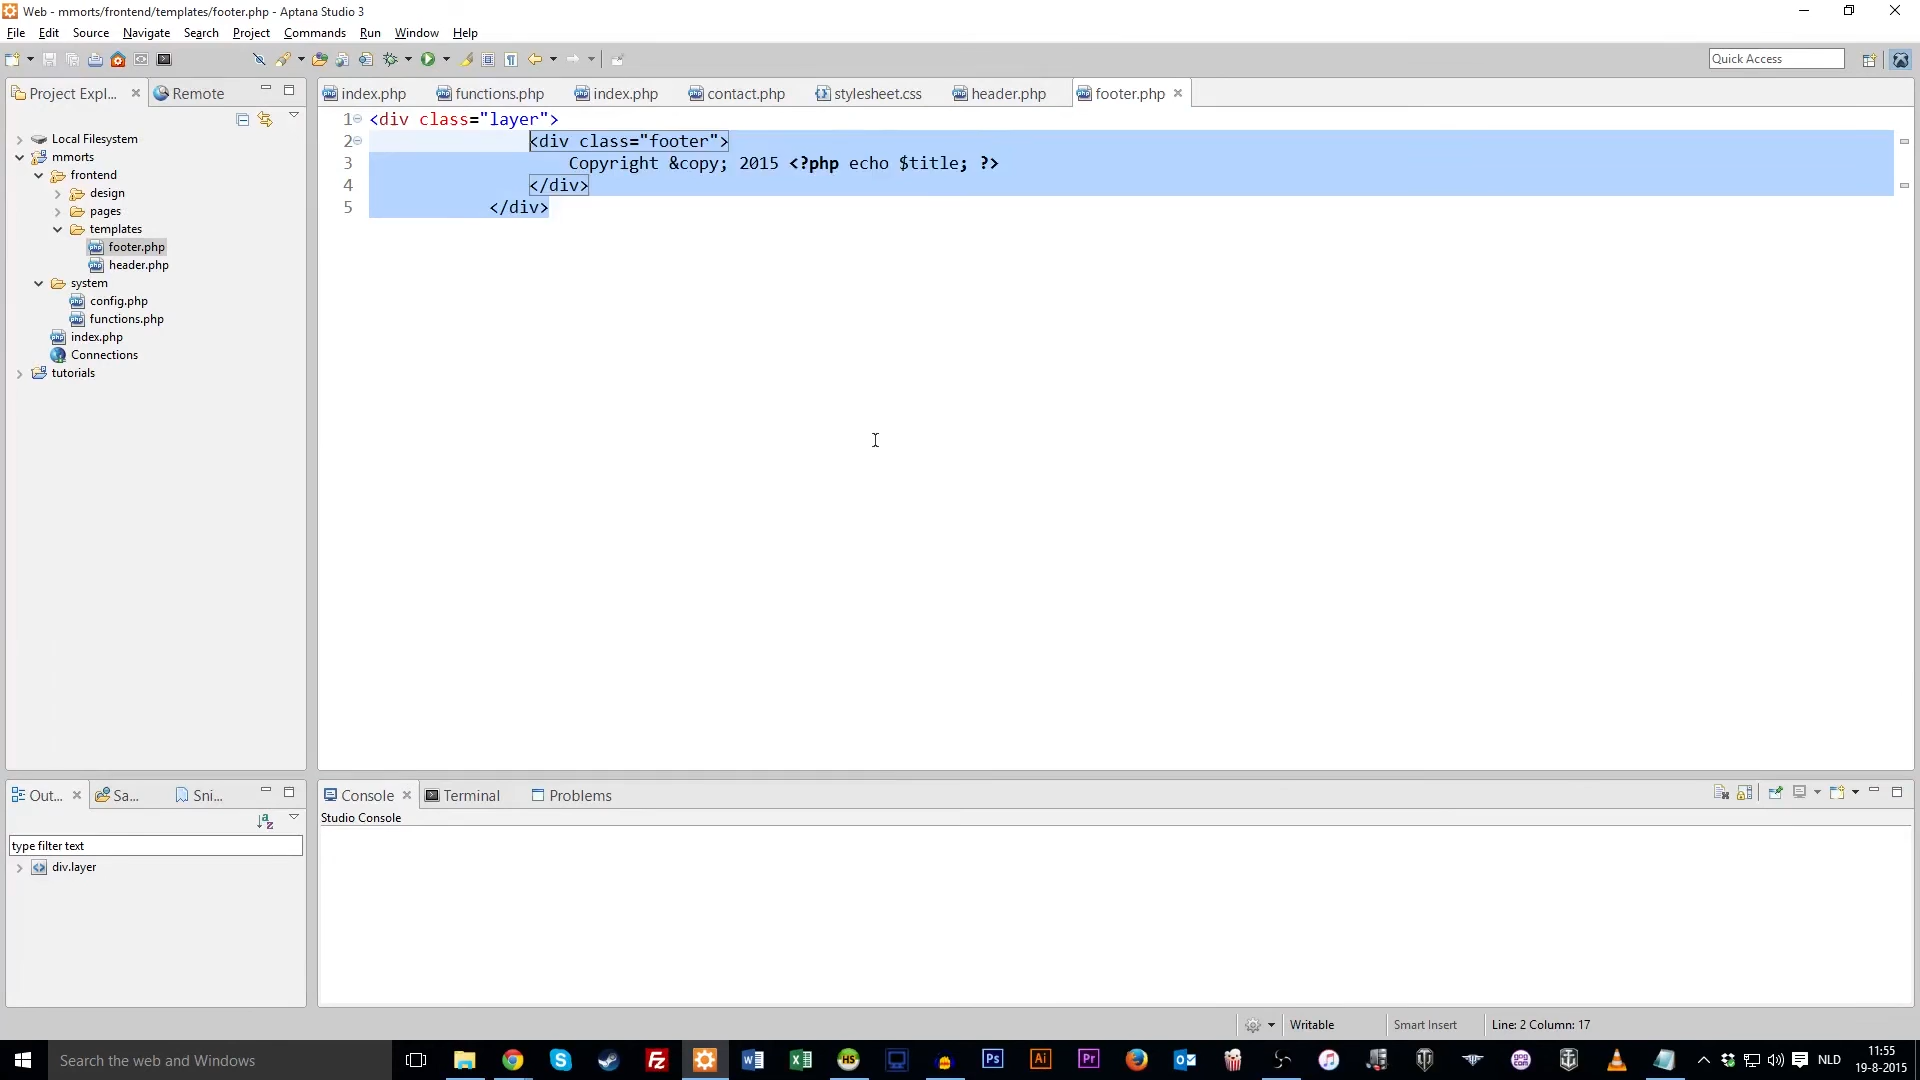 Web - mmorts/frontend/templates/footer.php - Aptana Studio 3
File Edit Source Search Navigate Search Project Commands Run Window Help
Quick Access
Project Expl... Remote
index.php functions.php index.php contact.php stylesheet.css header.php footer.php
Local Filesystem
mmorts
frontend
design
pages
templates
footer.php
header.php
system
config.php
functions.php
index.php
Connections
tutorials
1 <div class="layer">
2 <div class="footer">
3 Copyright &copy; 2015 <?php echo $title; ?>
4 </div>
5 </div>
Out... Sa... Sni...
type filter text
div.layer
Console Terminal Problems
Studio Console
Writable Smart Insert Line: 2 Column: 17
Search the web and Windows
NLD
11:55
19-8-2015